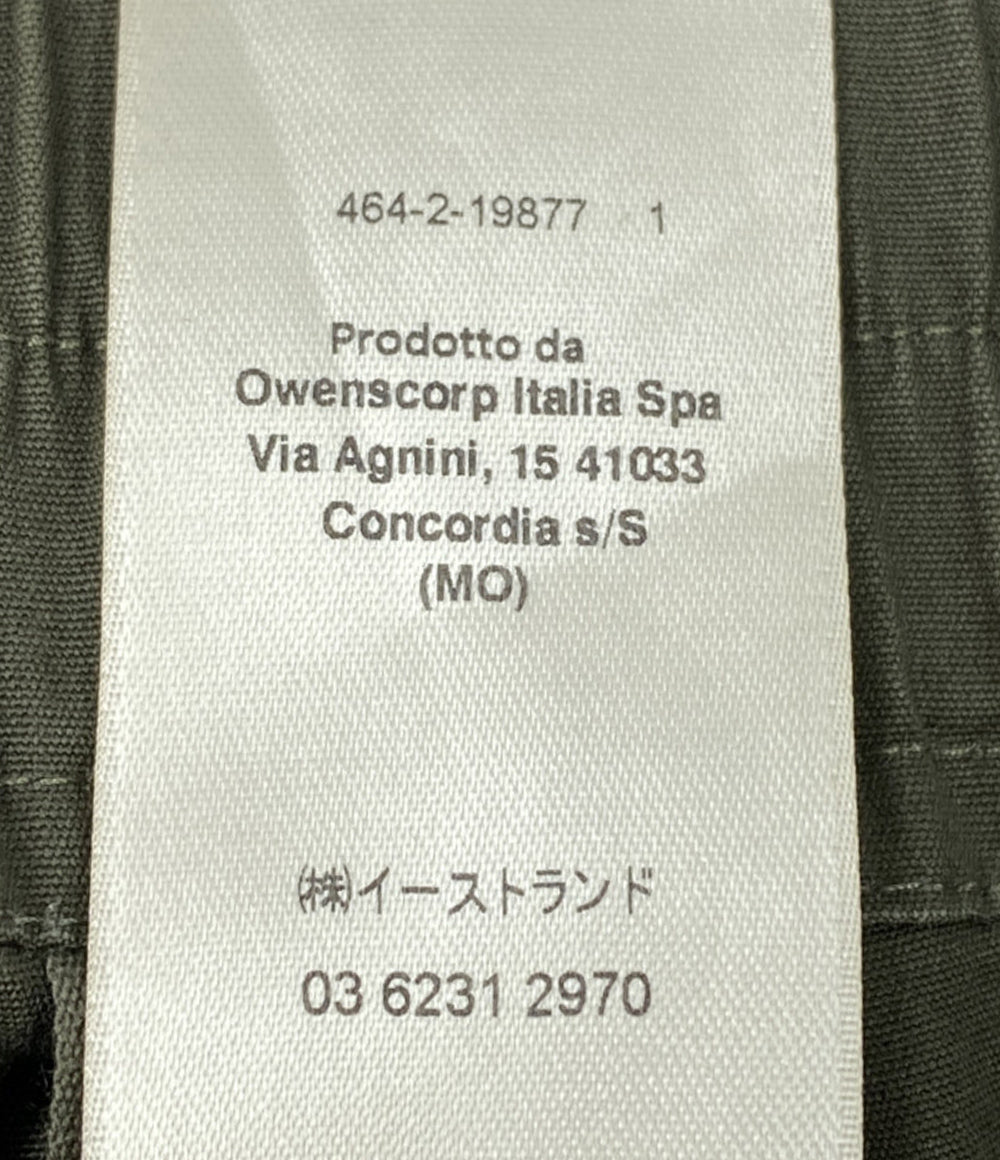 464-2-19877 1
Prodotto da
Owenscorp Italia Spa
Via Agnini, 15 41033
Concordia s/S
(MO)
㈱イーストランド
03 6231 2970